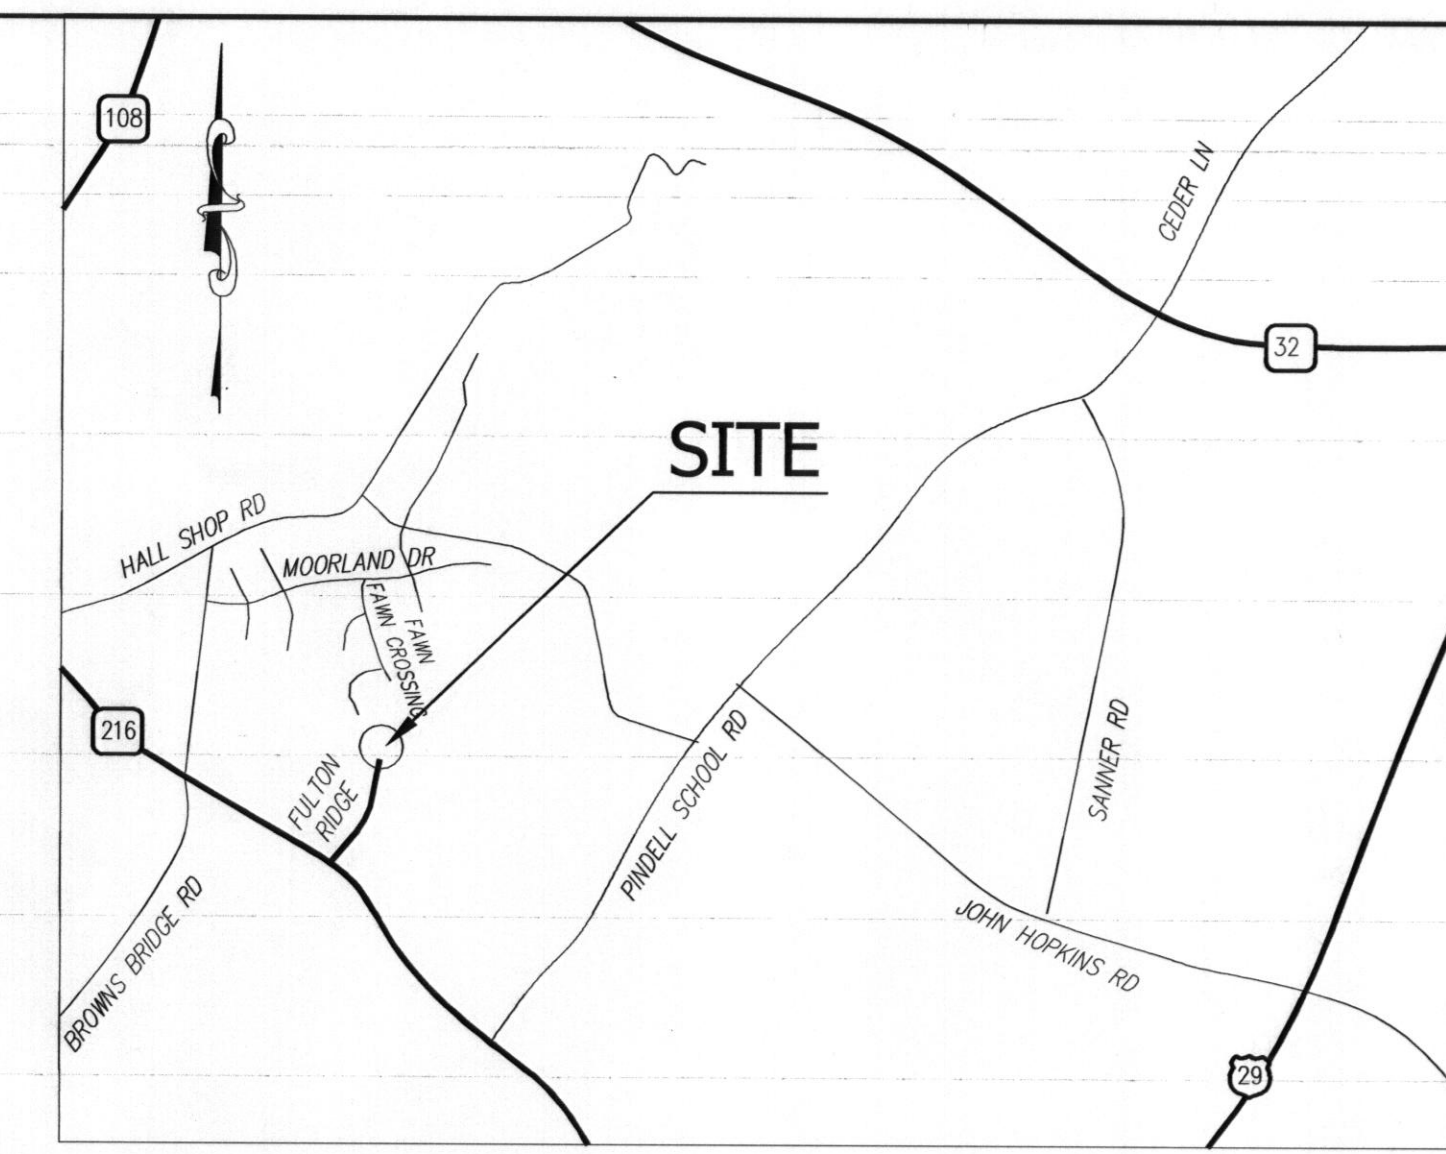 108
CEDER LN
32
SITE
HALL SHOP RD
MOORLAND DR
FAWN CROSSING
FAWN
216
FULTON
RIDGE
PINDELL SCHOOL RD
SANNER RD
BROWNS BRIDGE RD
JOHN HOPKINS RD
29